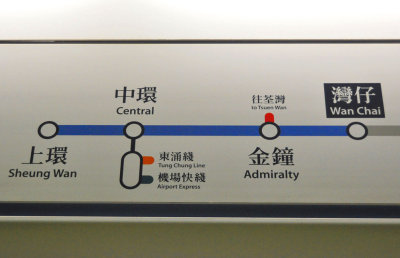 中環
Central
往荃灣
to Tsuen Wan
灣仔
Wan Chai
上環
Sheung Wan
東涌綫
Tung Chung Line
機場快綫
Airport Express
金鐘
Admiralty